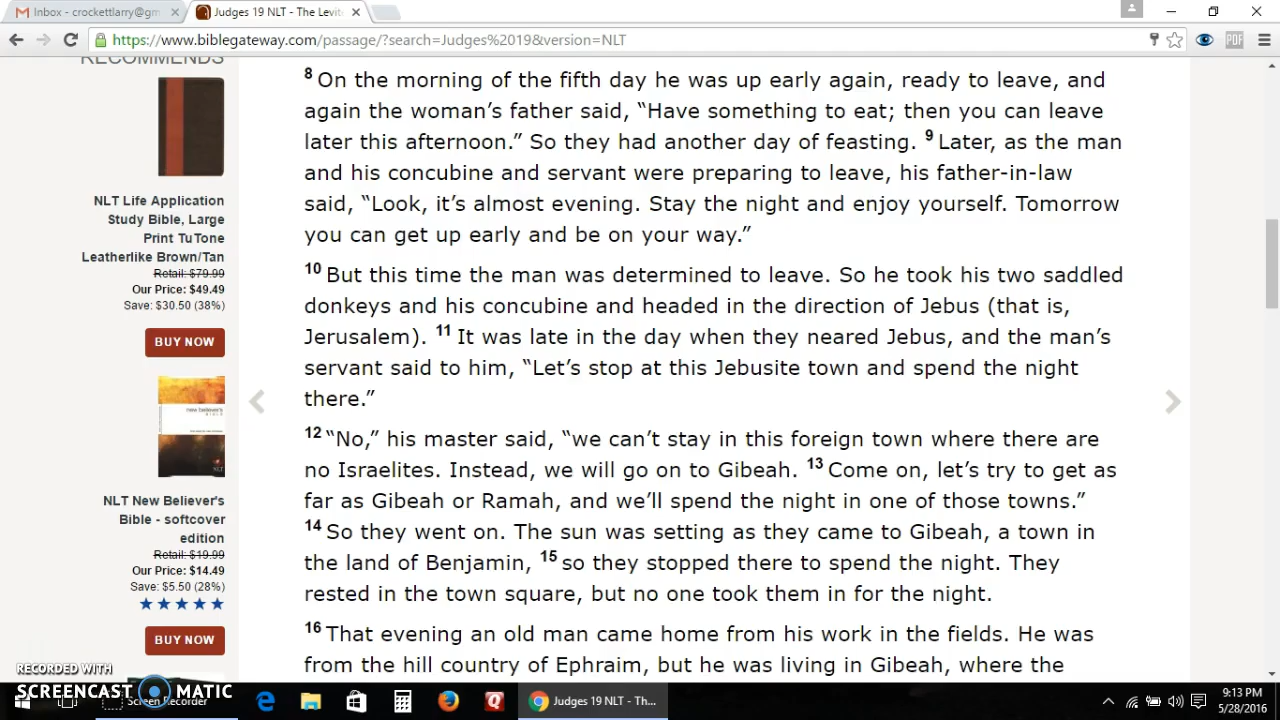 Inbox - crockettlarry@gm
Judges 19 NLT - The Levit
https://www.biblegateway.com/passage/?search=Judges%2019&version=NLT
PDF
RECOMMENDS
NLT Life Application
Study Bible, Large
Print TuTone
Leatherlike Brown/Tan
Retail: $79.99
Our Price: $49.49
Save: $30.50 (38%)
BUY NOW
new believer's
BIBLE
NLT New Believer's
Bible - softcover
edition
Retail: $19.99
Our Price: $14.49
Save: $5.50 (28%)
BUY NOW
8 On the morning of the fifth day he was up early again, ready to leave, and
again the woman’s father said, “Have something to eat; then you can leave
later this afternoon.” So they had another day of feasting. 9 Later, as the man
and his concubine and servant were preparing to leave, his father-in-law
said, “Look, it’s almost evening. Stay the night and enjoy yourself. Tomorrow
you can get up early and be on your way.”
10 But this time the man was determined to leave. So he took his two saddled
donkeys and his concubine and headed in the direction of Jebus (that is,
Jerusalem). 11 It was late in the day when they neared Jebus, and the man’s
servant said to him, “Let’s stop at this Jebusite town and spend the night
there.”
12 “No,” his master said, “we can’t stay in this foreign town where there are
no Israelites. Instead, we will go on to Gibeah. 13 Come on, let’s try to get as
far as Gibeah or Ramah, and we’ll spend the night in one of those towns.”
14 So they went on. The sun was setting as they came to Gibeah, a town in
the land of Benjamin, 15 so they stopped there to spend the night. They
rested in the town square, but no one took them in for the night.
16 That evening an old man came home from his work in the fields. He was
from the hill country of Ephraim, but he was living in Gibeah, where the
RECORDED WITH
SCREENCAST MATIC
Screen Recorder
Judges 19 NLT - Th...
9:13 PM
5/28/2016